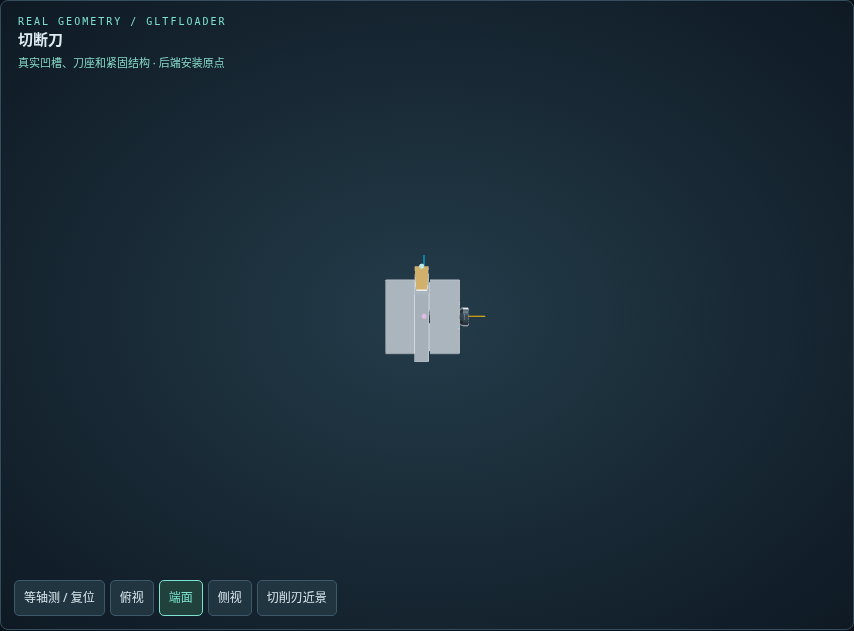 REAL GEOMETRY / GLTFLOADER
切断刀
真实凹槽、刀座和紧固结构 · 后端安装原点
等轴测 / 复位
俯视
端面
侧视
切削刃近景